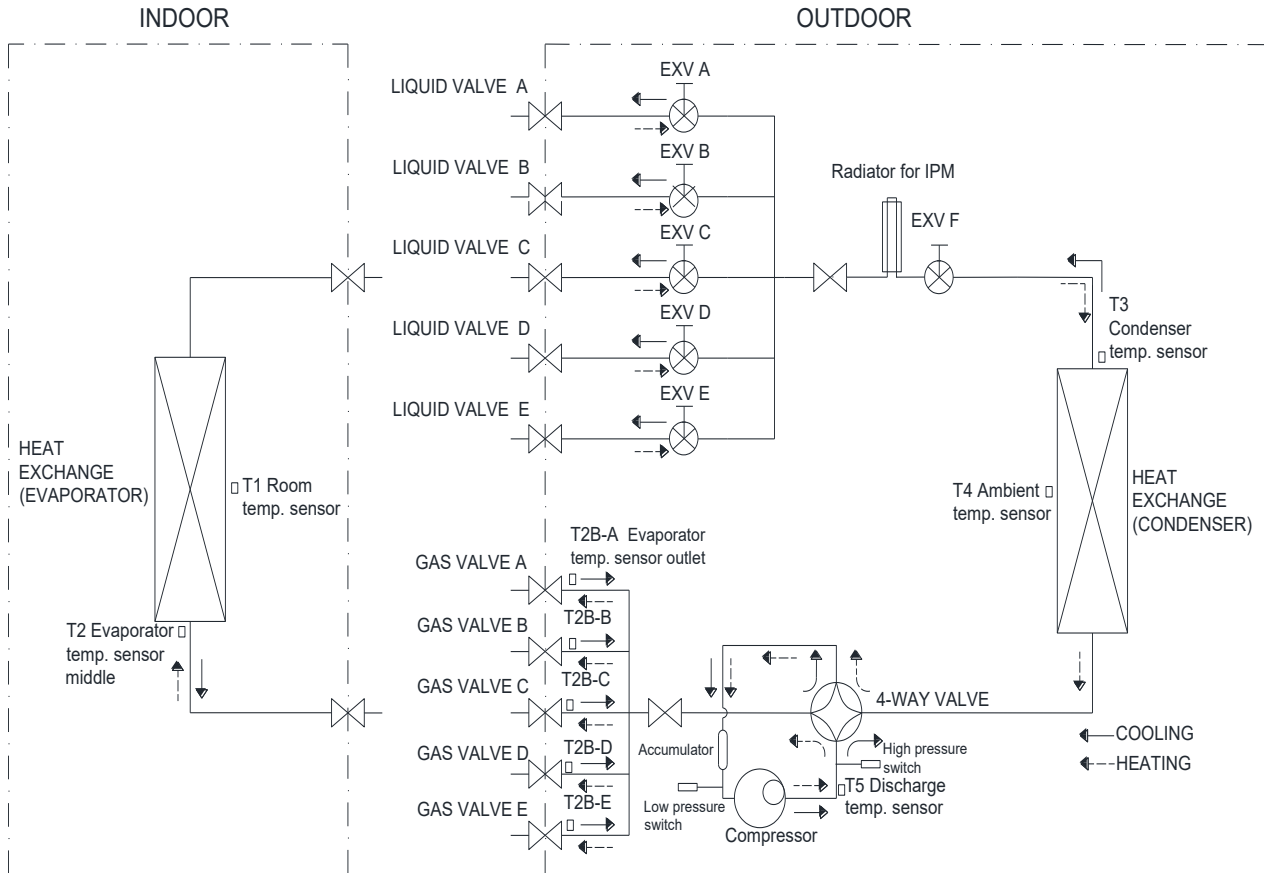 INDOOR
OUTDOOR
LIQUID VALVE A
EXV A
LIQUID VALVE B
EXV B
Radiator for IPM
LIQUID VALVE C
EXV C
EXV F
LIQUID VALVE D
EXV D
T3
Condenser
temp. sensor
LIQUID VALVE E
EXV E
HEAT
EXCHANGE
(EVAPORATOR)
T1 Room
temp. sensor
T4 Ambient
temp. sensor
HEAT
EXCHANGE
(CONDENSER)
T2B-A Evaporator
temp. sensor outlet
GAS VALVE A
T2B-B
GAS VALVE B
T2 Evaporator
temp. sensor
middle
T2B-C
GAS VALVE C
4-WAY VALVE
T2B-D
GAS VALVE D
Accumulator
High pressure
switch
COOLING
HEATING
T2B-E
GAS VALVE E
Low pressure
switch
T5 Discharge
temp. sensor
Compressor